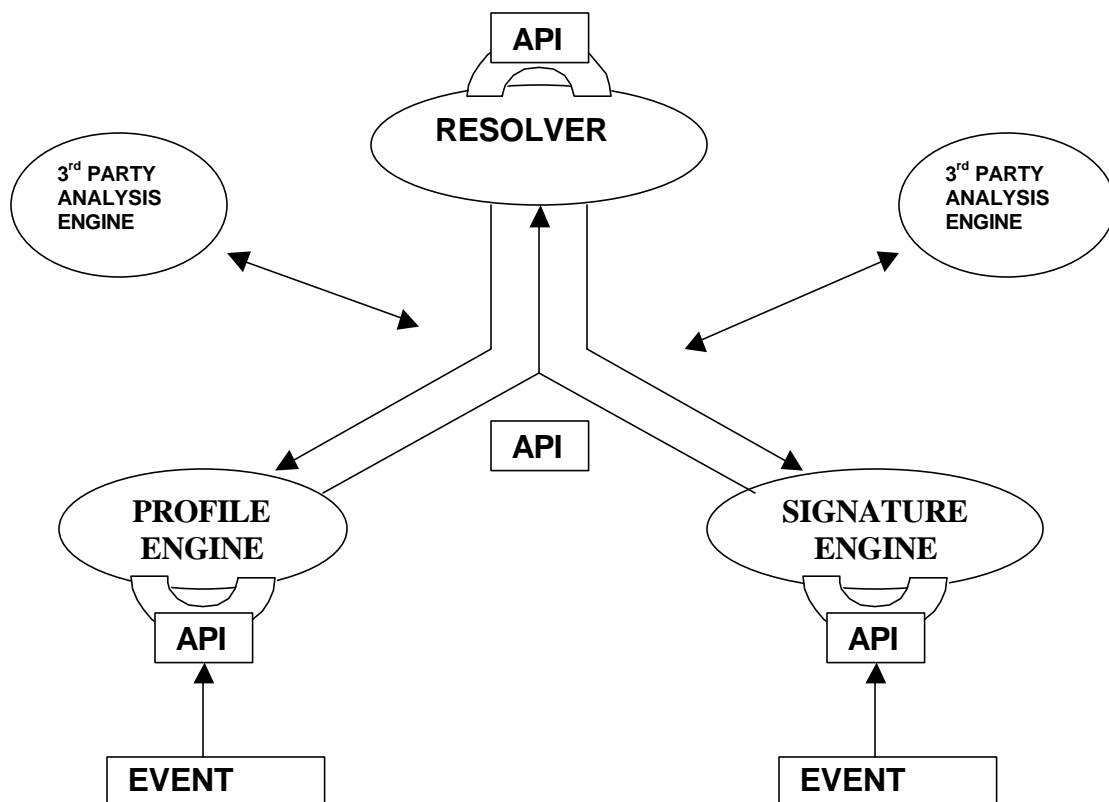 API
RESOLVER
3rd PARTY
ANALYSIS
ENGINE
3rd PARTY
ANALYSIS
ENGINE
API
PROFILE
ENGINE
SIGNATURE
ENGINE
API
API
EVENT
EVENT